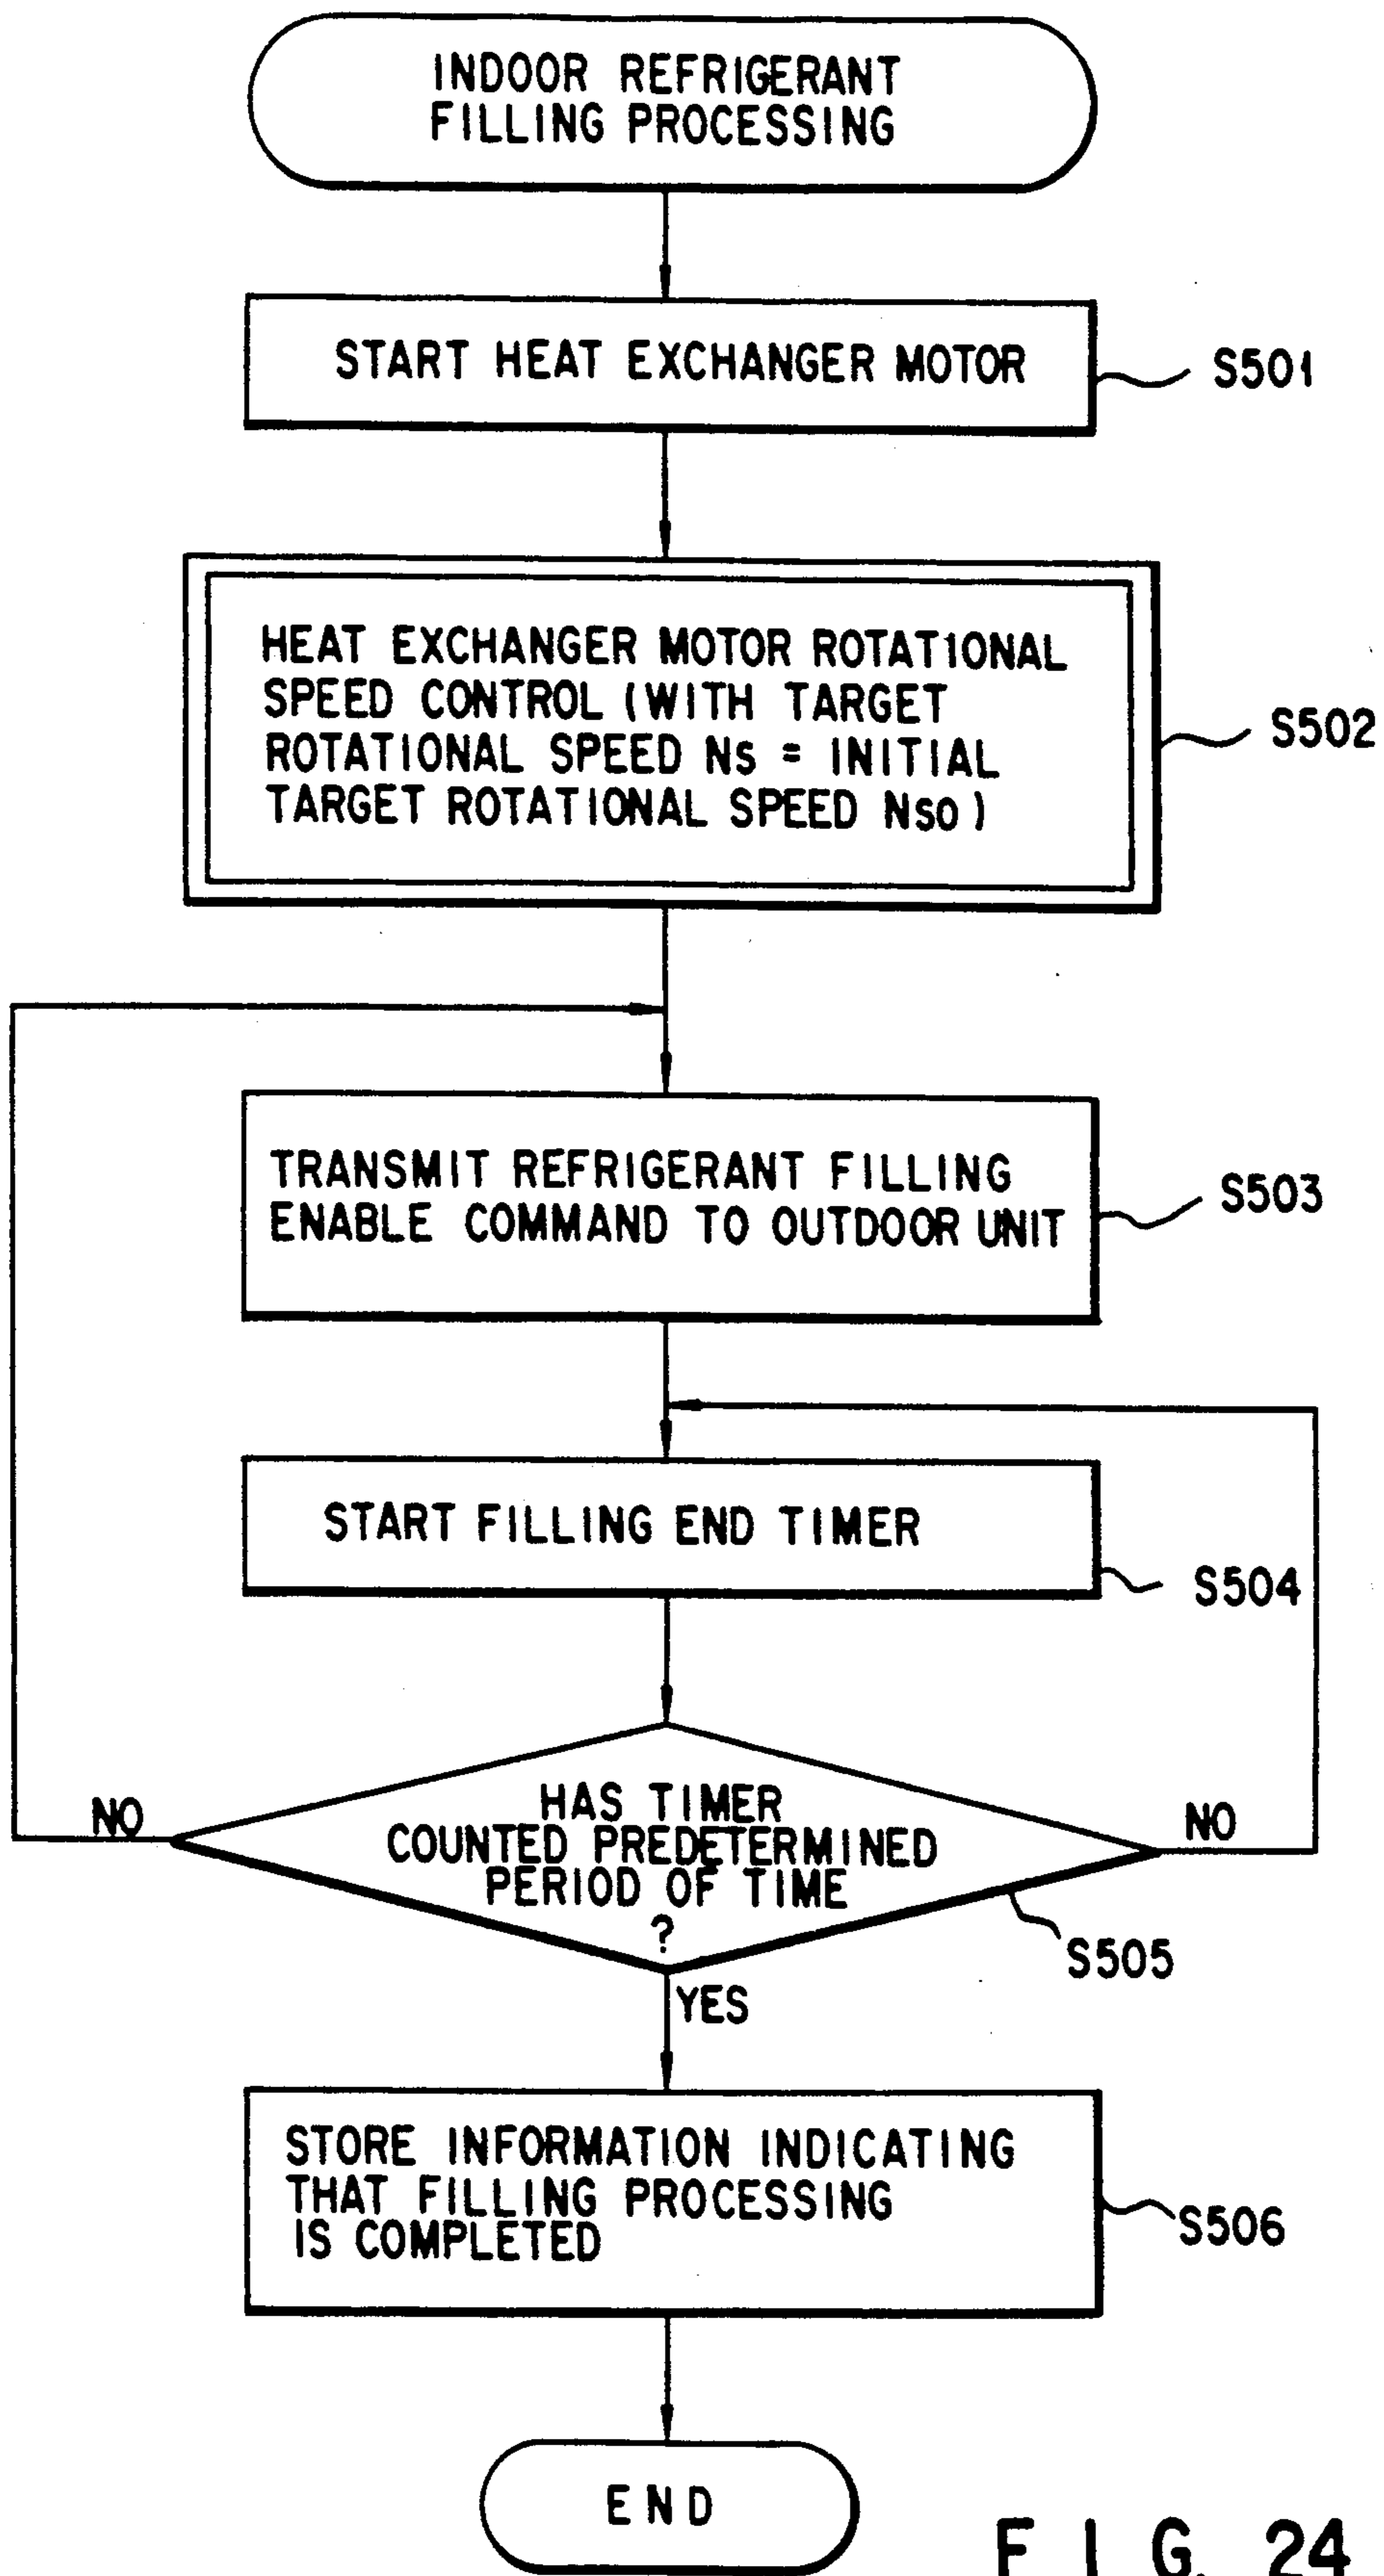 INDOOR REFRIGERANT
FILLING PROCESSING
START HEAT EXCHANGER MOTOR
S501
HEAT EXCHANGER MOTOR ROTATIONAL
SPEED CONTROL (WITH TARGET
ROTATIONAL SPEED Ns = INITIAL
TARGET ROTATIONAL SPEED Nso)
S502
TRANSMIT REFRIGERANT FILLING
ENABLE COMMAND TO OUTDOOR UNIT
S503
START FILLING END TIMER
S504
NO
HAS TIMER
COUNTED PREDETERMINED
PERIOD OF TIME
?
NO
S505
YES
STORE INFORMATION INDICATING
THAT FILLING PROCESSING
IS COMPLETED
S506
END
FIG. 24